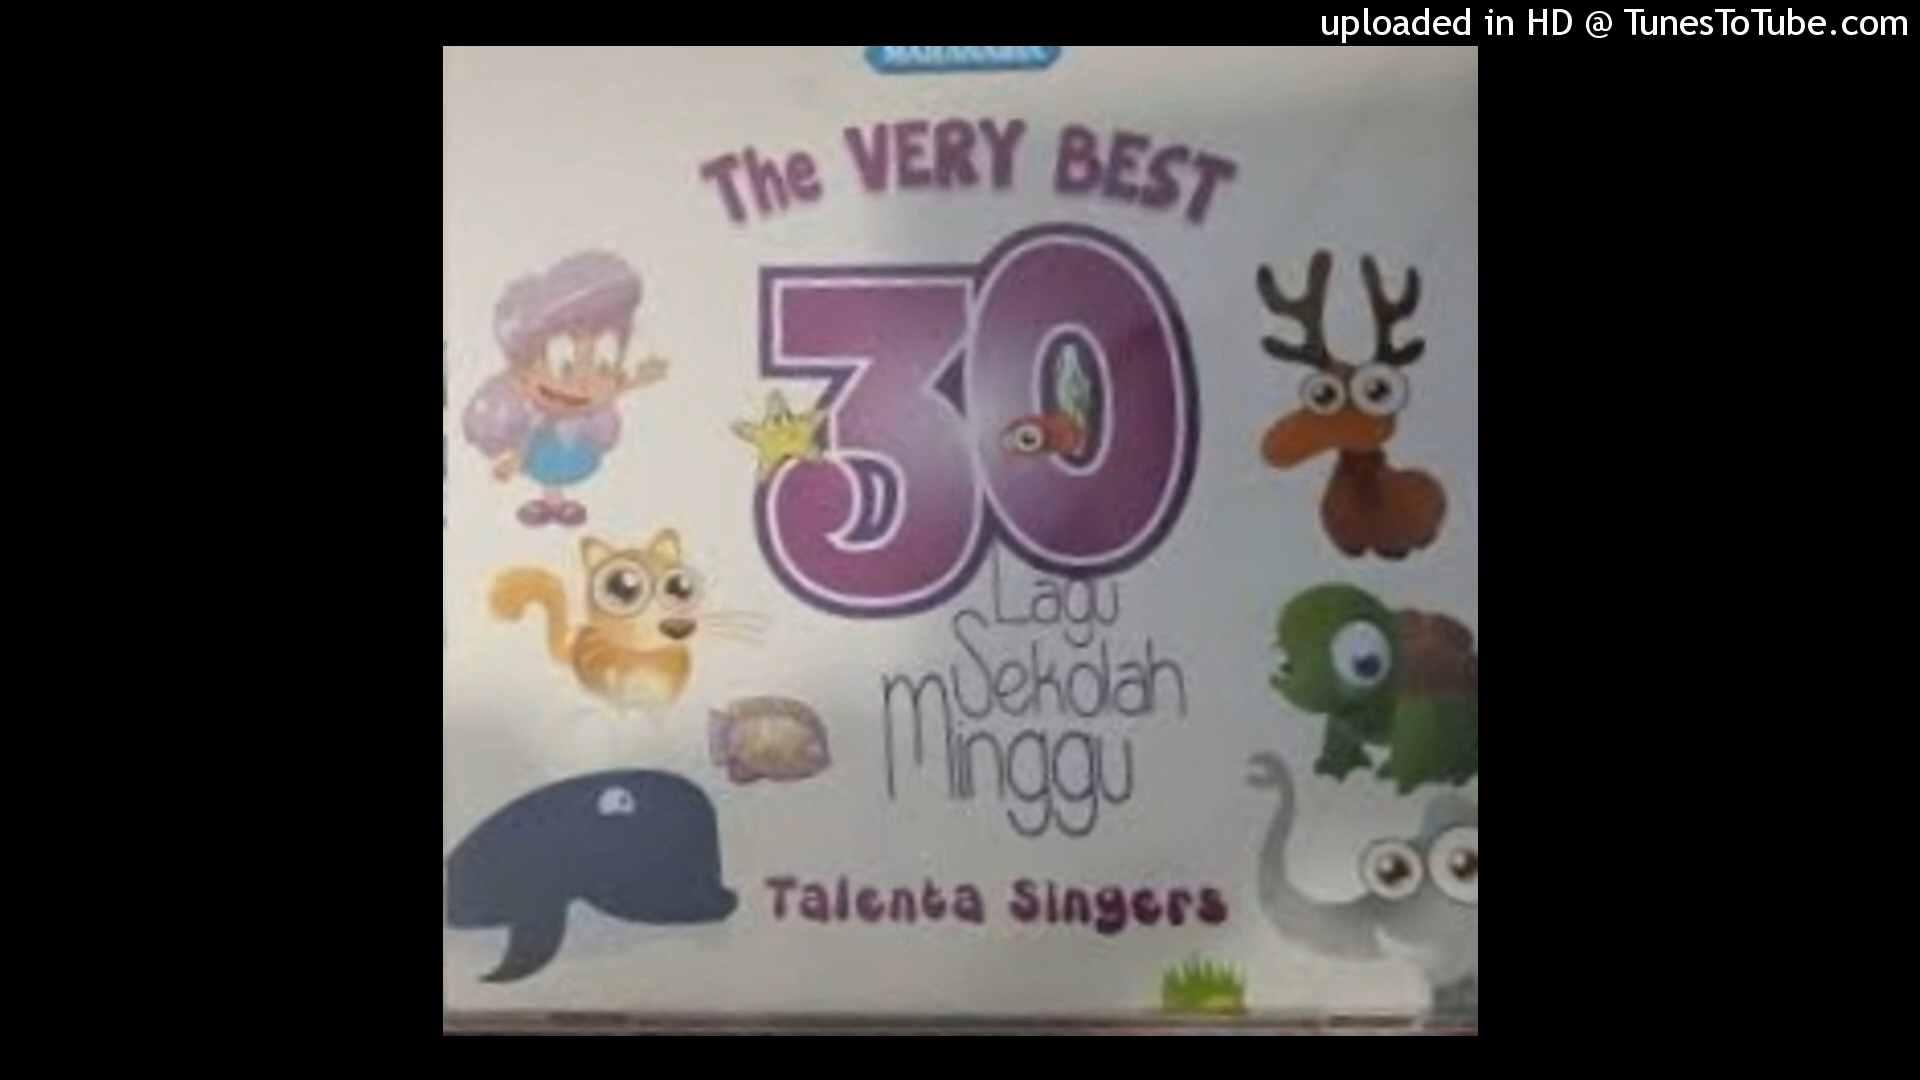 uploaded in HD @ TunesToTube.com
The VERY BEST
30
Lagu
Sekolah
Minggu
Talenta Singers